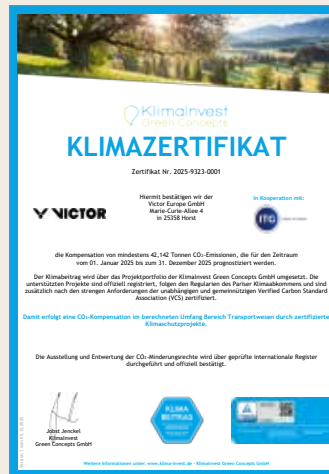 KlimaInvest
Green Concepts
KLIMAZERTIFIKAT
Zertifikat Nr. 2025-9323-0001
Hiermit bestätigen wir der
Victor Europe GmbH
Marie-Curie-Allee 4
in 25358 Horst
In Kooperation mit:
VICTOR
ITG
die Kompensation von mindestens 42,142 Tonnen CO₂-Emissionen, die für den Zeitraum
vom 01. Januar 2025 bis zum 31. Dezember 2025 prognostiziert werden.
Der Klimabeitrag wird über das Projektportfolio der KlimaInvest Green Concepts GmbH umgesetzt. Die
unterstützten Projekte sind offiziell registriert, folgen den Regularien des Pariser Klimaabkommens und sind
zusätzlich nach den strengen Anforderungen der unabhängigen und gemeinnützigen Verified Carbon Standard
Association (VCS) zertifiziert.
Damit erfolgt eine CO₂-Kompensation im berechneten Umfang Bereich Transportwesen durch zertifizierte
Klimaschutzprojekte.
Die Ausstellung und Entwertung der CO₂-Minderungsrechte wird über geprüfte internationale Register
durchgeführt und offiziell bestätigt.
Jobst Jenckel
KlimaInvest
Green Concepts GmbH
KLIMA
BEITRAG
Weitere Informationen unter: www.klima-invest.de - KlimaInvest Green Concepts GmbH